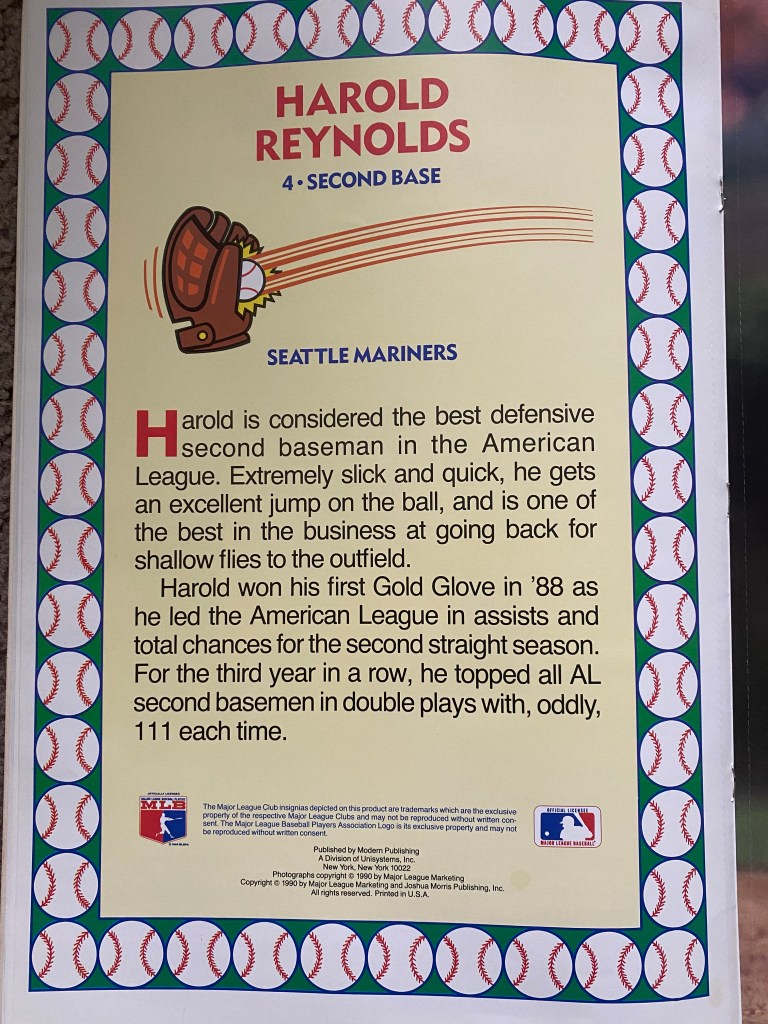 HAROLD
REYNOLDS
4 • SECOND BASE
SEATTLE MARINERS
Harold is considered the best defensive
second baseman in the American
League. Extremely slick and quick, he gets
an excellent jump on the ball, and is one of
the best in the business at going back for
shallow flies to the outfield.
Harold won his first Gold Glove in ’88 as
he led the American League in assists and
total chances for the second straight season.
For the third year in a row, he topped all AL
second basemen in double plays with, oddly,
111 each time.
OFFICIALLY LICENSED
MLB
The Major League Club insignias depicted on this product are trademarks which are the exclusive
property of the respective Major League Clubs and may not be reproduced without written con-
sent. The Major League Baseball Players Association Logo is its exclusive property and may not
be reproduced without written consent.
OFFICIAL LICENSEE
MAJOR LEAGUE BASEBALL
Published by Modern Publishing
A Division of Unisystems, Inc.
New York, New York 10022
Photographs copyright © 1990 by Major League Marketing
Copyright © 1990 by Major League Marketing and Joshua Morris Publishing, Inc.
All rights reserved. Printed in U.S.A.